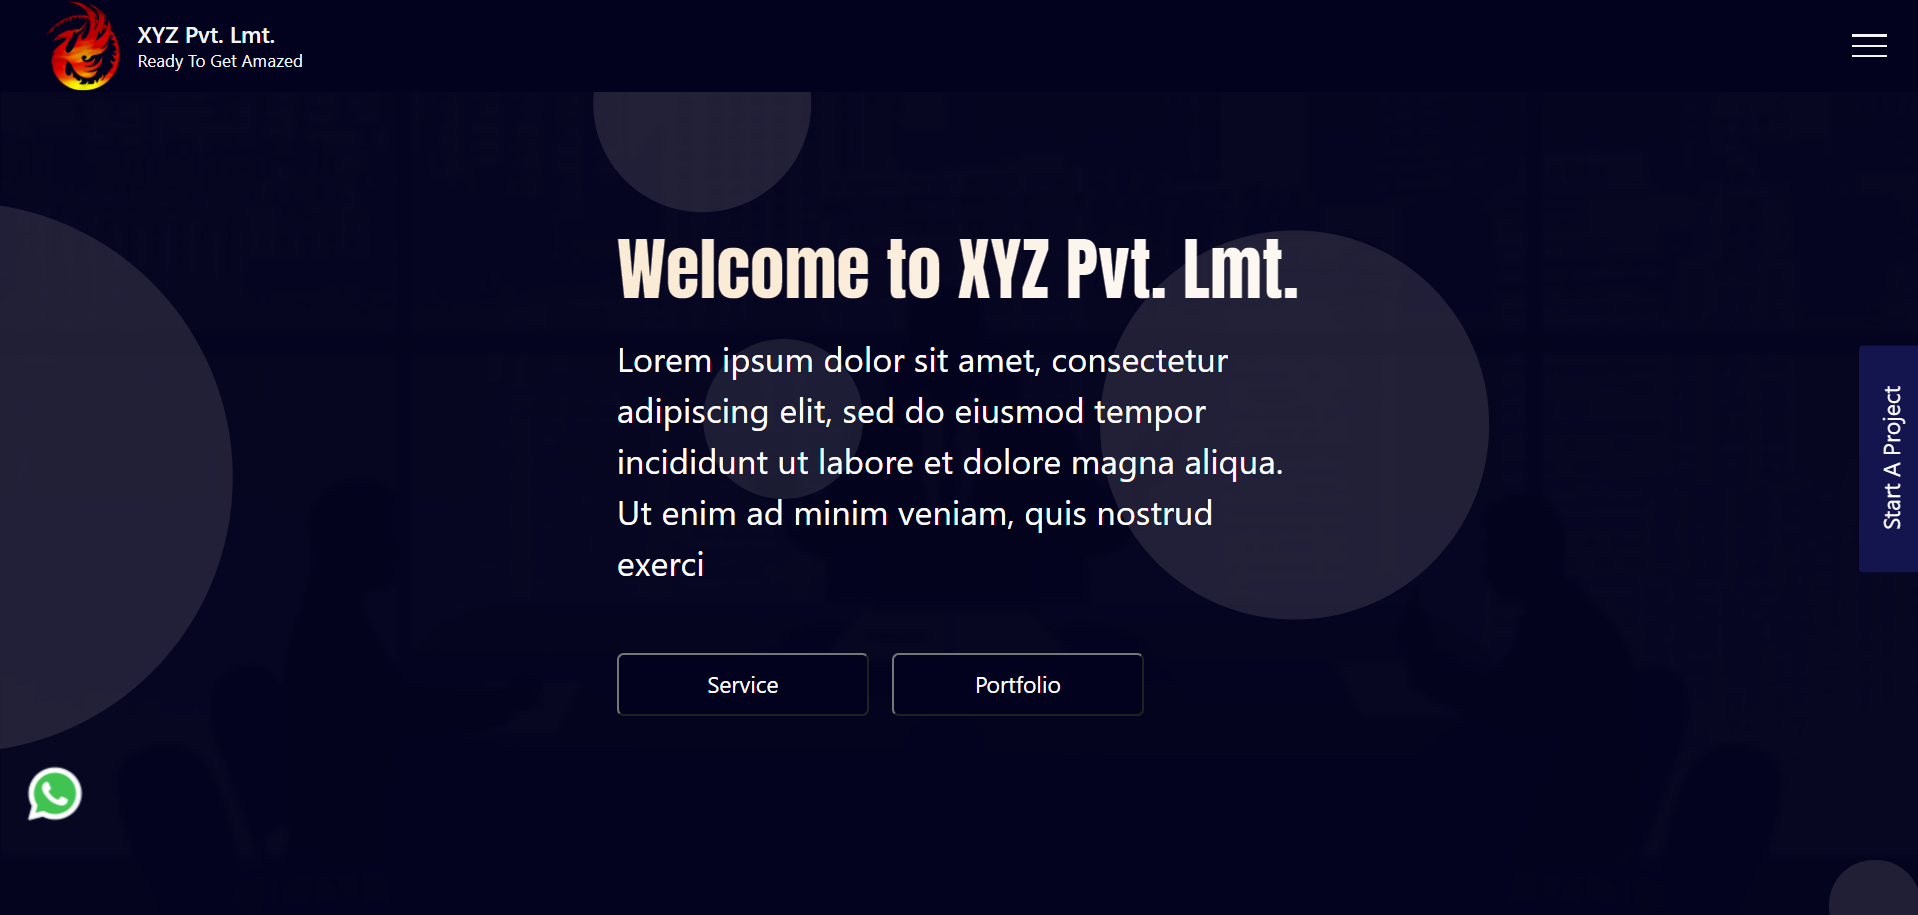 XYZ Pvt. Lmt.
Ready To Get Amazed
Welcome to XYZ Pvt. Lmt.
Lorem ipsum dolor sit amet, consectetur
adipiscing elit, sed do eiusmod tempor
incididunt ut labore et dolore magna aliqua.
Ut enim ad minim veniam, quis nostrud
exerci
Service
Portfolio
Start A Project